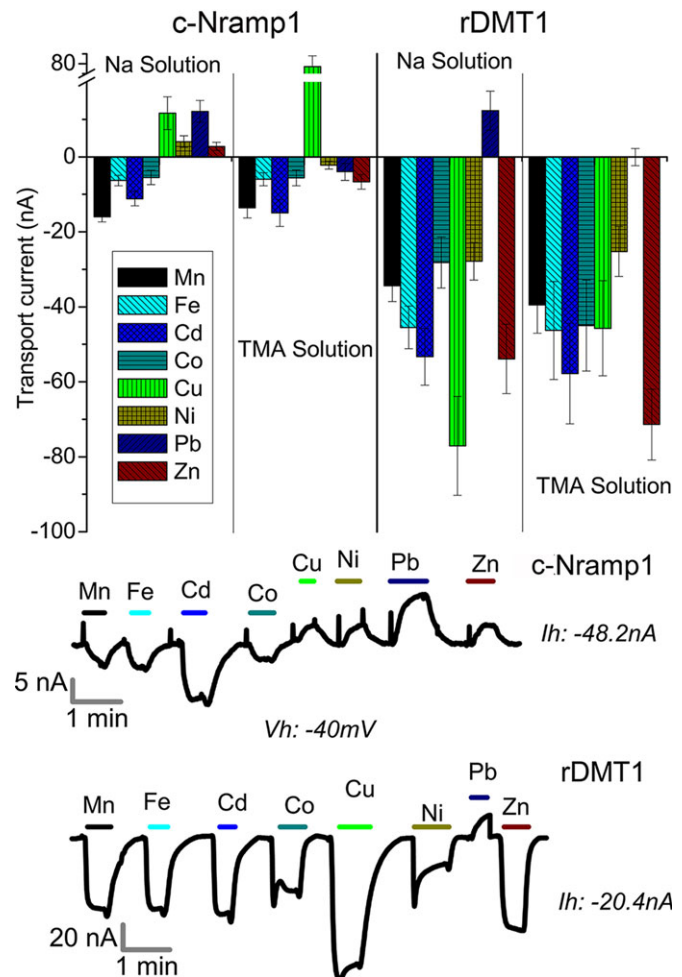 c-Nramp1 rDMT1
80
Na Solution
TMA Solution
Na Solution
0
-20
-40
-60
-80
-100
Transport current (nA)
Mn
Fe
Cd
Co
Cu
Ni
Pb
Zn
TMA Solution
TMA Solution
c-Nramp1
Mn Fe Cd Co Cu Ni Pb Zn
Ih: -48.2nA
5 nA
1 min
Vh: -40mV
rDMT1
Mn Fe Cd Co Cu Ni Pb Zn
Ih: -20.4nA
20 nA
1 min